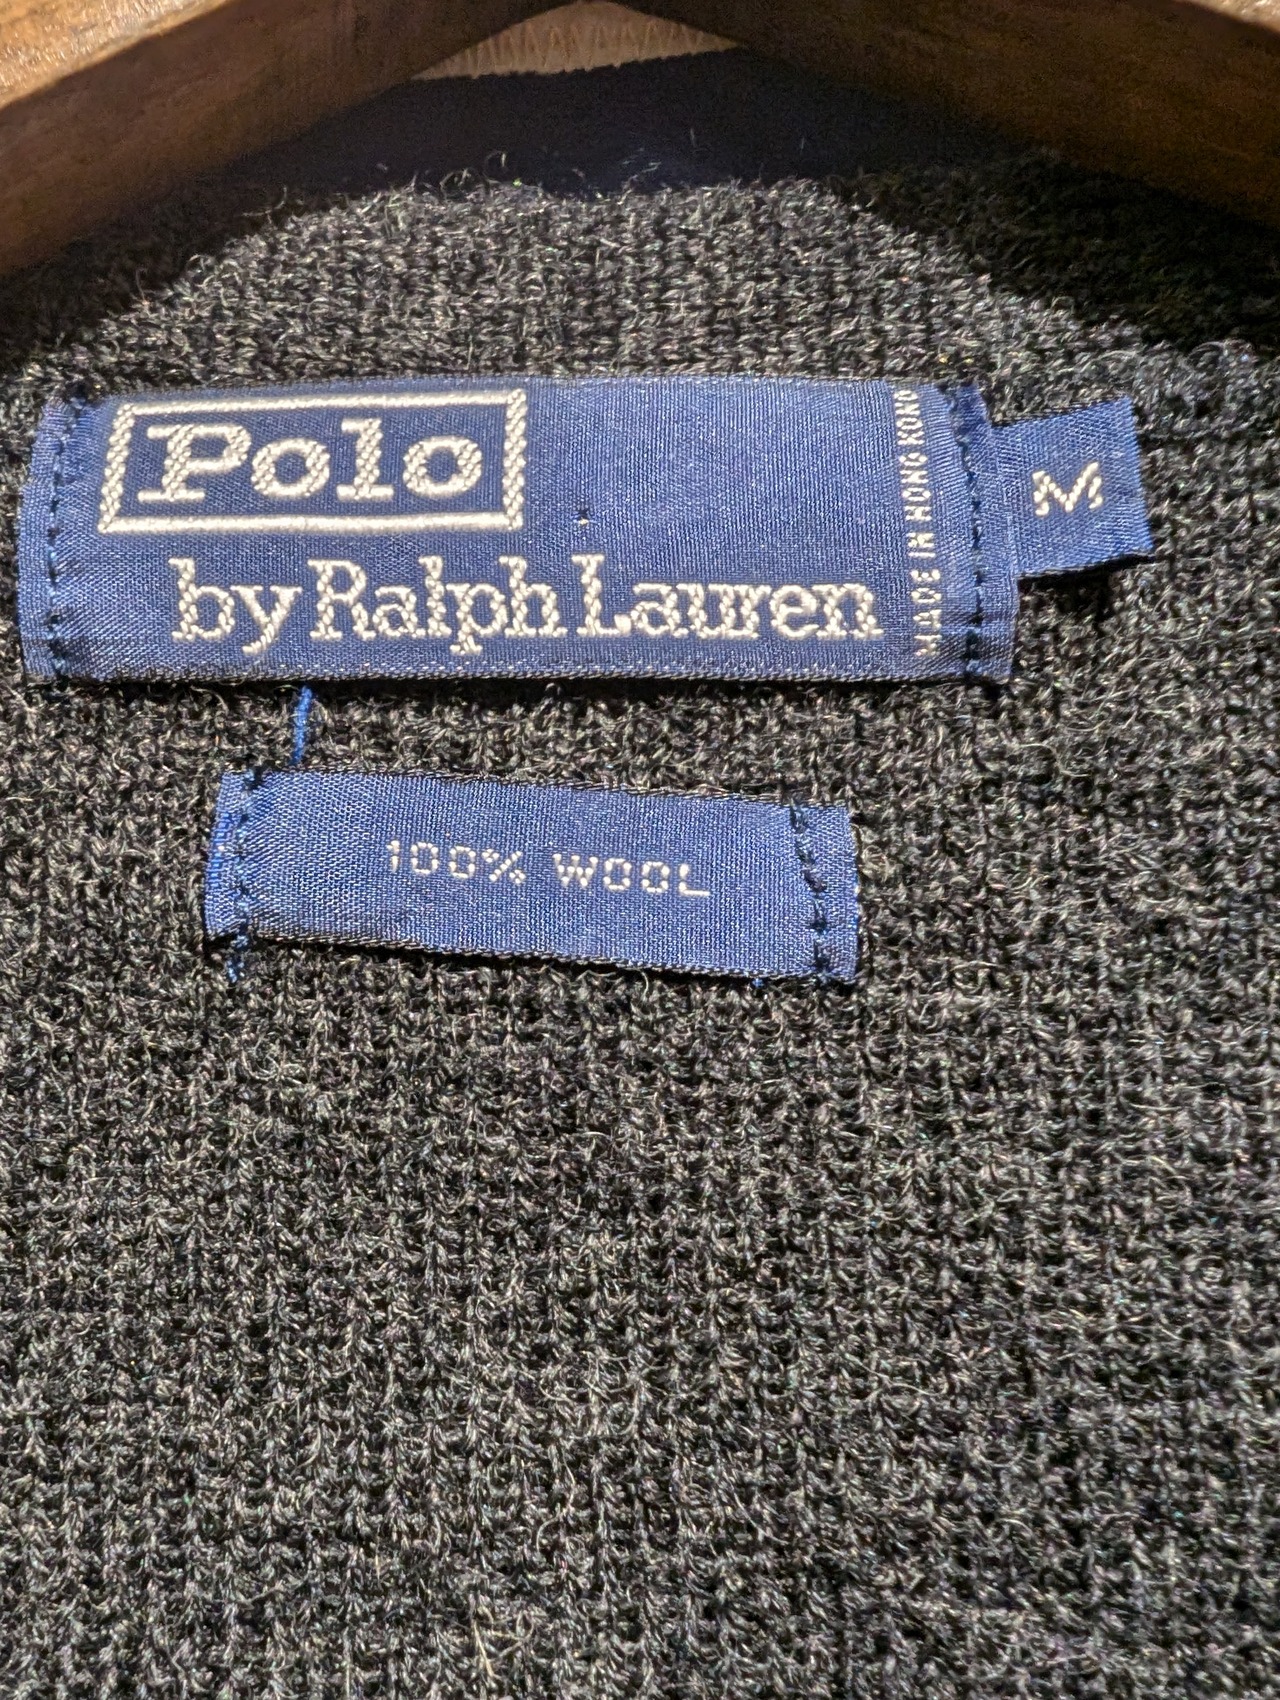 Polo
by Ralph Lauren
MADE IN HONG KONG
M
100% WOOL